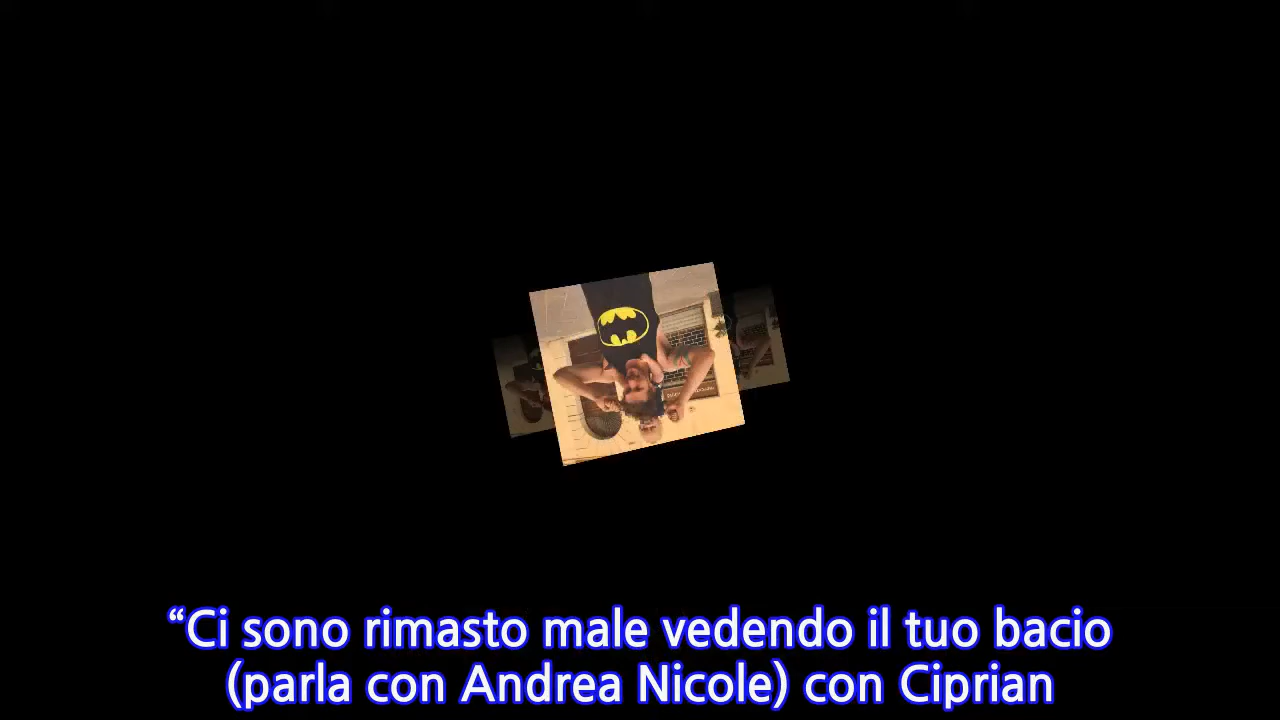 “Ci sono rimasto male vedendo il tuo bacio
(parla con Andrea Nicole) con Ciprian